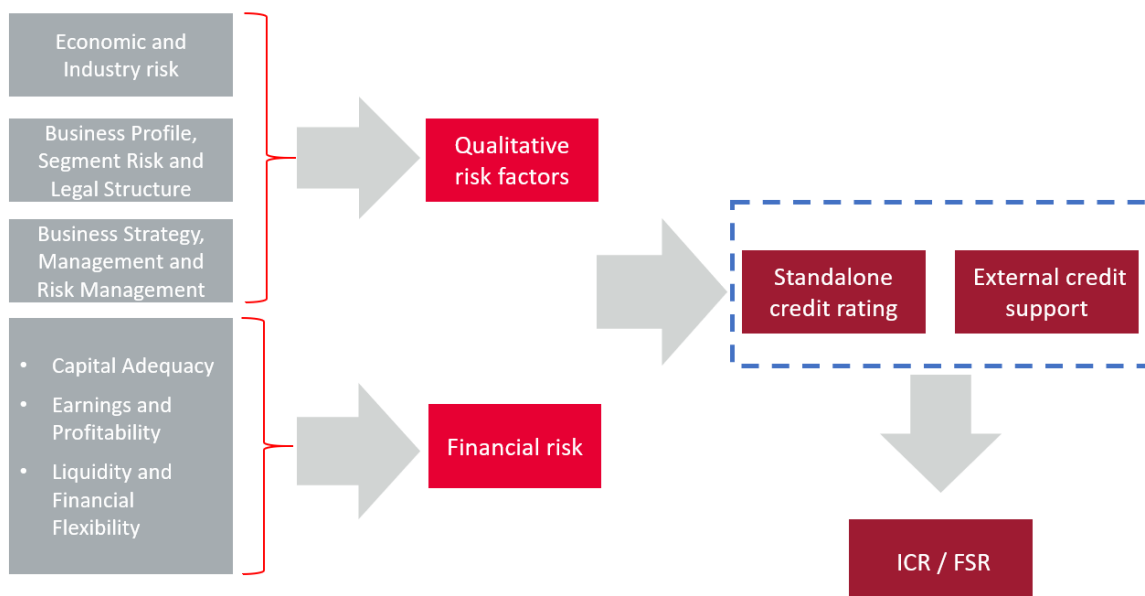 Economic and
Industry risk
Business Profile,
Segment Risk and
Legal Structure
Business Strategy,
Management and
Risk Management
• Capital Adequacy
• Earnings and
Profitability
• Liquidity and
Financial
Flexibility
Qualitative
risk factors
Financial risk
Standalone
credit rating
External credit
support
ICR / FSR